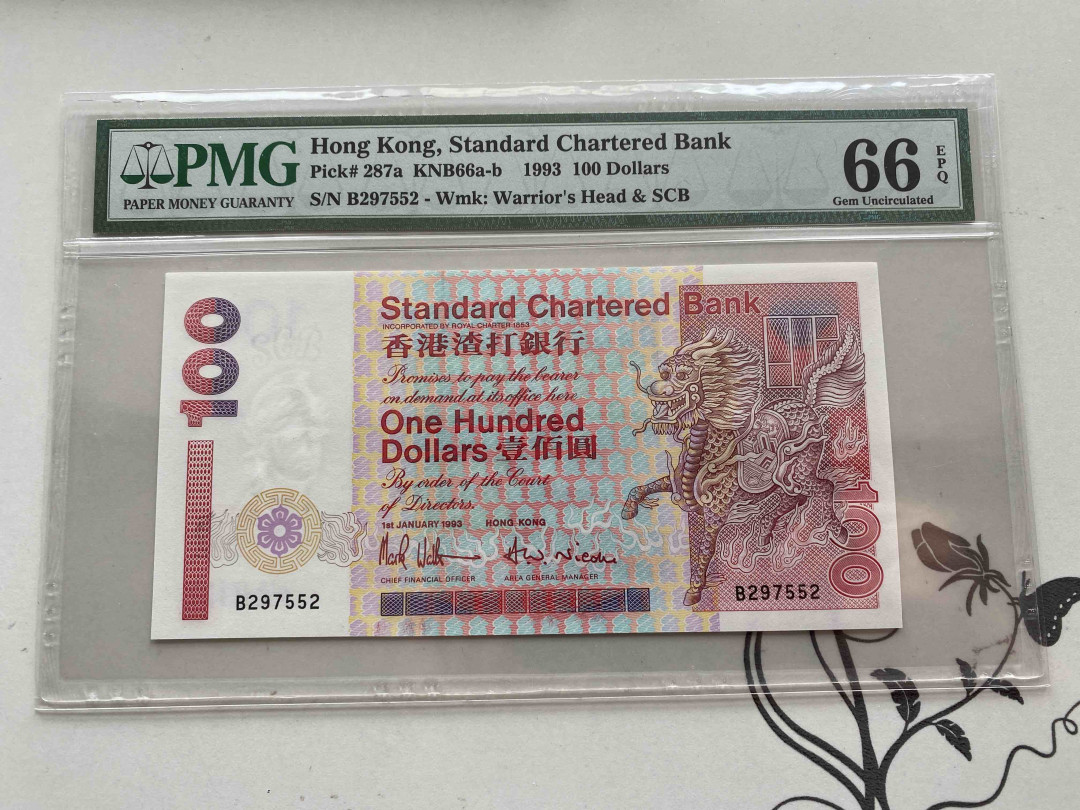 PMG
PAPER MONEY GUARANTY
Hong Kong, Standard Chartered Bank
Pick# 287a KNB66a-b 1993 100 Dollars
S/N B297552 - Wmk: Warrior's Head & SCB
66
EPQ
Gem Uncirculated
100
Standard Chartered Bank
INCORPORATED BY ROYAL CHARTER 1853
香港渣打銀行
Promises to pay the bearer
on demand at its office here
One Hundred
Dollars 壹佰圓
By order of the Court
of Directors.
1st JANUARY 1993 HONG KONG
CHIEF FINANCIAL OFFICER AREA GENERAL MANAGER
B297552
B297552
100